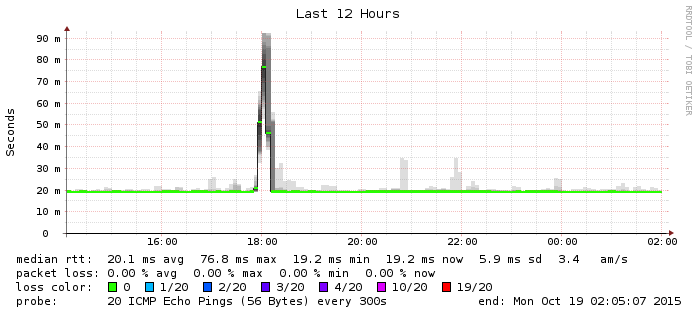 Last 12 Hours
RRDTOOL / TOBI OETIKER
Seconds
90 m
80 m
70 m
60 m
50 m
40 m
30 m
20 m
10 m
0
16:00 18:00 20:00 22:00 00:00 02:00
median rtt: 20.1 ms avg 76.8 ms max 19.2 ms min 19.2 ms now 5.9 ms sd 3.4 am/s
packet loss: 0.00 % avg 0.00 % max 0.00 % min 0.00 % now
loss color: 0 1/20 2/20 3/20 4/20 10/20 19/20
probe: 20 ICMP Echo Pings (56 Bytes) every 300s end: Mon Oct 19 02:05:07 2015